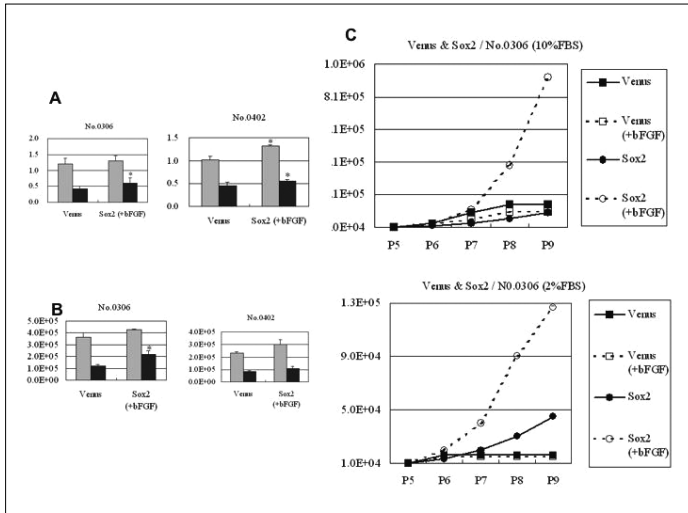 A
No.0306
2.0
1.5
1.0
0.5
0.0
Venus
Sox2 (+bFGF)
*
No.0402
1.5
1.0
0.5
0
Venus
Sox2 (+bFGF)
*
*
B
No.0306
5.0E+05
4.0E+05
3.0E+05
2.0E+05
1.0E+05
0.0E+00
Venus
Sox2
(+bFGF)
*
No.0402
4.0E+05
3.0E+05
2.0E+05
1.0E+05
0.0E+00
Venus
Sox2
(+bFGF)
C
Venus & Sox2 / No.0306 (10%FBS)
1.0E+06
8.1E+05
.1E+05
.1E+05
.1E+05
.0E+04
P5
P6
P7
P8
P9
Venus
Venus
(+bFGF)
Sox2
Sox2
(+bFGF)
Venus & Sox2 / N0.0306 (2%FBS)
1.3E+05
9.0E+04
5.0E+04
1.0E+04
P5
P6
P7
P8
P9
Venus
Venus
(+bFGF)
Sox2
Sox2
(+bFGF)